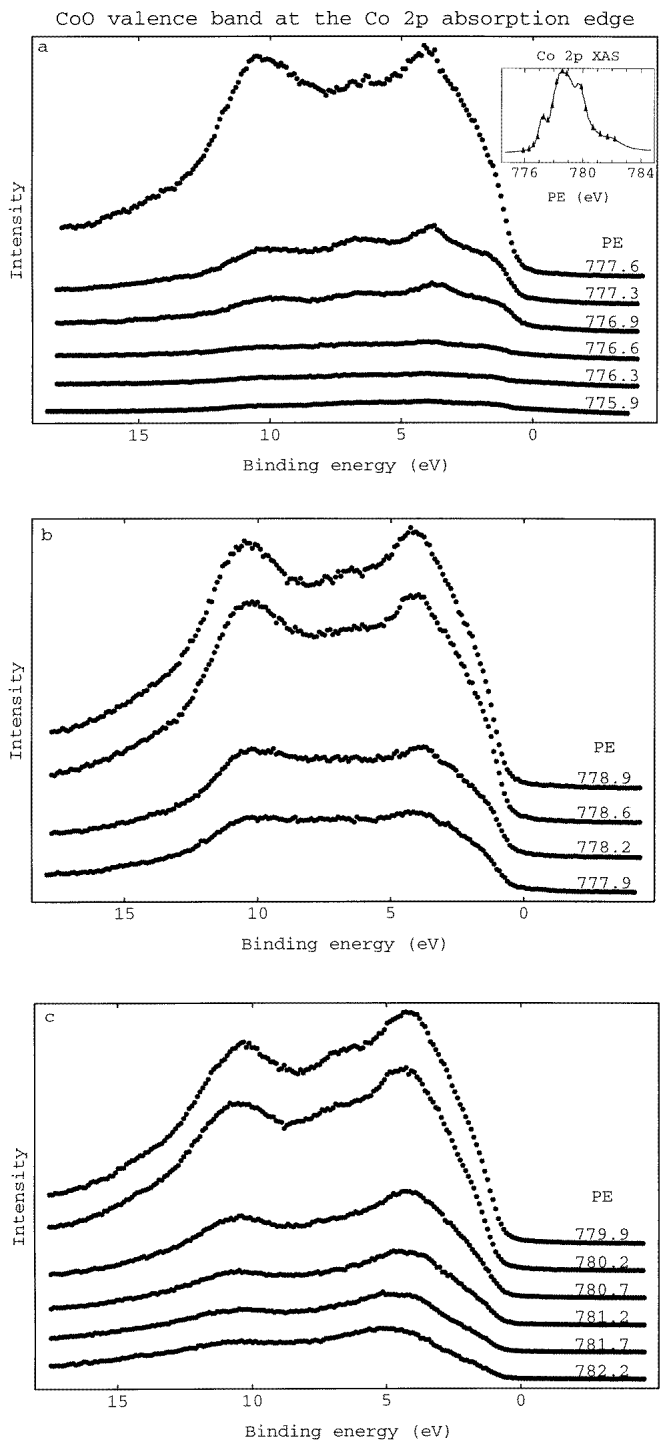 CoO valence band at the Co 2p absorption edge
a
Co 2p XAS
776 780 784
PE (eV)
Intensity
PE
777.6
777.3
776.9
776.6
776.3
775.9
15 10 5 0
Binding energy (eV)
b
Intensity
PE
778.9
778.6
778.2
777.9
15 10 5 0
Binding energy (eV)
c
Intensity
PE
779.9
780.2
780.7
781.2
781.7
782.2
15 10 5 0
Binding energy (eV)